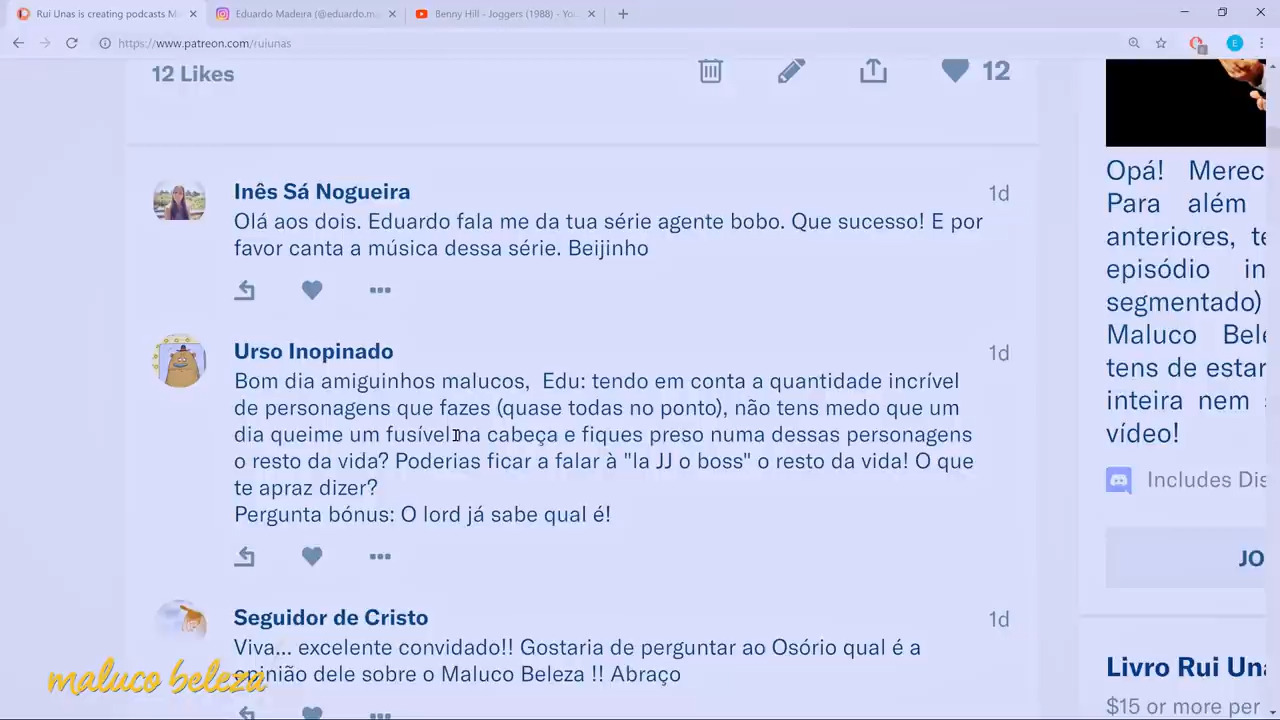 Rui Unas is creating podcasts M
Eduardo Madeira (@eduardo.m
Benny Hill - Joggers (1988) - You
https://www.patreon.com/ruiunas
E
12 Likes
12
Inês Sá Nogueira
1d
Olá aos dois. Eduardo fala me da tua série agente bobo. Que sucesso! E por
favor canta a música dessa série. Beijinho
Urso Inopinado
1d
Bom dia amiguinhos malucos, Edu: tendo em conta a quantidade incrível
de personagens que fazes (quase todas no ponto), não tens medo que um
dia queime um fusível na cabeça e fiques preso numa dessas personagens
o resto da vida? Poderias ficar a falar à "la JJ o boss" o resto da vida! O que
te apraz dizer?
Pergunta bónus: O lord já sabe qual é!
Seguidor de Cristo
1d
Viva... excelente convidado!! Gostaria de perguntar ao Osório qual é a
opinião dele sobre o Maluco Beleza !! Abraço
maluco beleza
Opá! Merec
Para além
anteriores, te
episódio in
segmentado)
Maluco Bele
tens de estar
inteira nem s
vídeo!
Includes Dis
JO
Livro Rui Una
$15 or more per